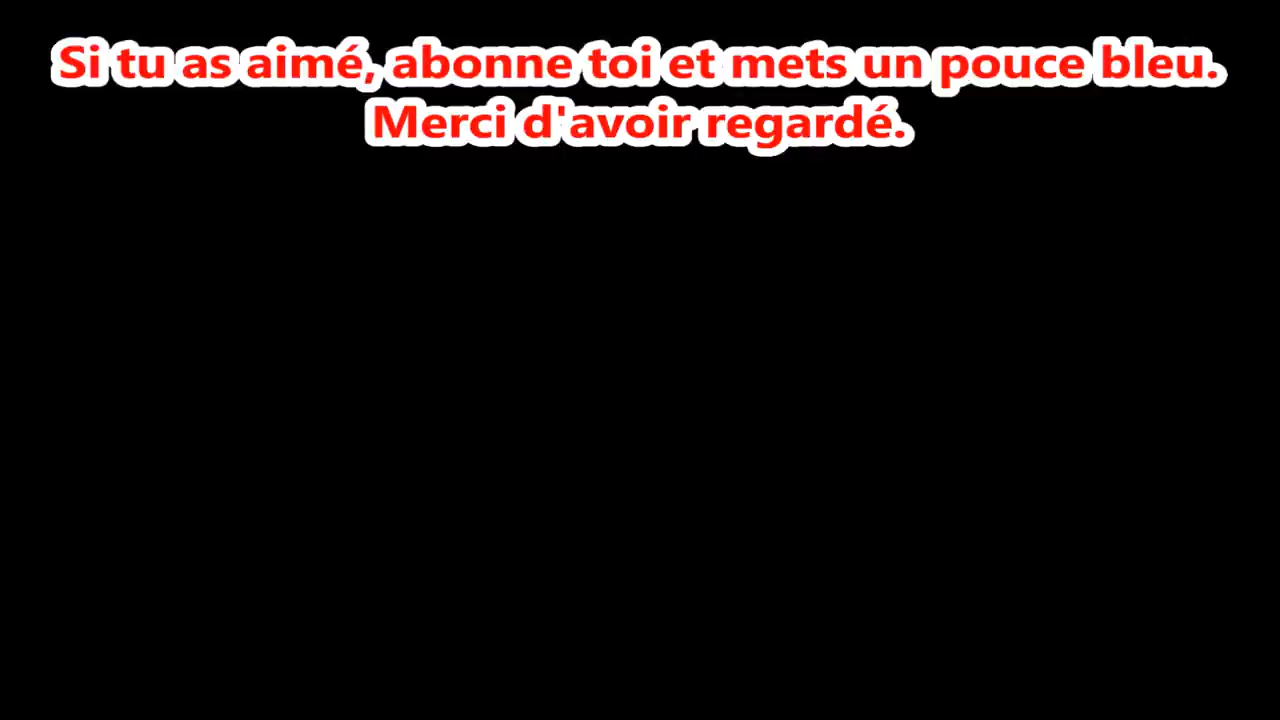 Si tu as aimé, abonne toi et mets un pouce bleu.
Merci d'avoir regardé.